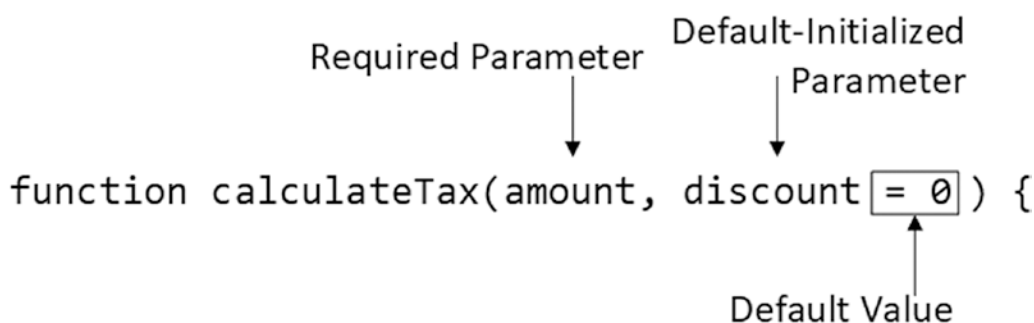 Required Parameter
Default-Initialized
Parameter
function calculateTax(amount, discount = 0) {
Default Value